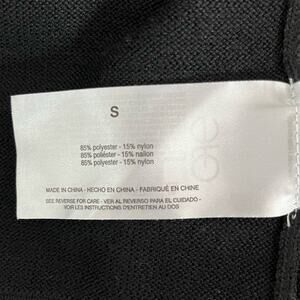 S
85% polyester - 15% nylon
85% poliéster - 15% nailon
85% polyester - 15% nylon
MADE IN CHINA - HECHO EN CHINA - FABRIQUÉ EN CHINE
SEE REVERSE FOR CARE - VER AL REVERSO PARA EL CUIDADO -
VOIR LES INSTRUCTIONS D'ENTRETIEN AU DOS